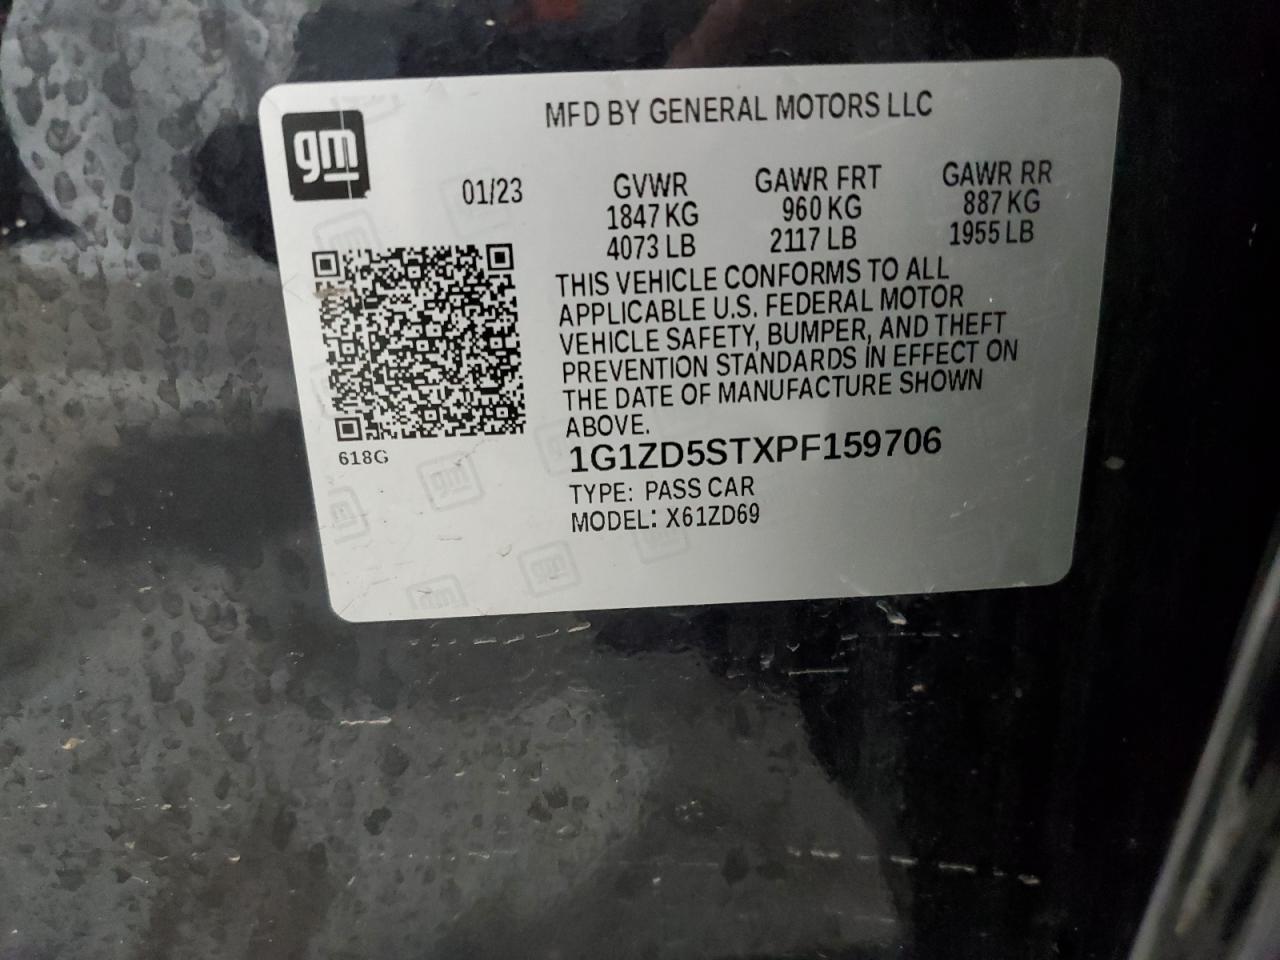 MFD BY GENERAL MOTORS LLC
gm
01/23 GVWR GAWR FRT GAWR RR
1847 KG 960 KG 887 KG
4073 LB 2117 LB 1955 LB
THIS VEHICLE CONFORMS TO ALL
APPLICABLE U.S. FEDERAL MOTOR
VEHICLE SAFETY, BUMPER, AND THEFT
PREVENTION STANDARDS IN EFFECT ON
THE DATE OF MANUFACTURE SHOWN
ABOVE.
618G
1G1ZD5STXPF159706
TYPE: PASS CAR
MODEL: X61ZD69